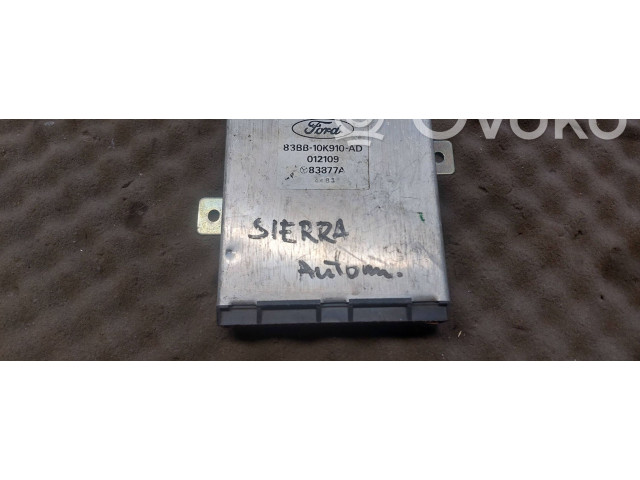 Ovoko
Ford
83BB-10K910-AD
012109
83877A
SIERRA
Autom.